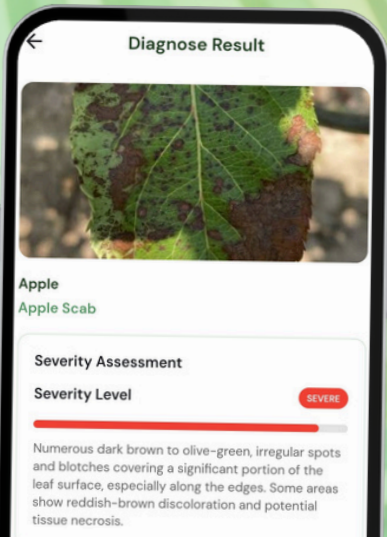 Diagnose Result
Apple
Apple Scab
Severity Assessment
Severity Level
SEVERE
Numerous dark brown to olive-green, irregular spots
and blotches covering a significant portion of the
leaf surface, especially along the edges. Some areas
show reddish-brown discoloration and potential
tissue necrosis.